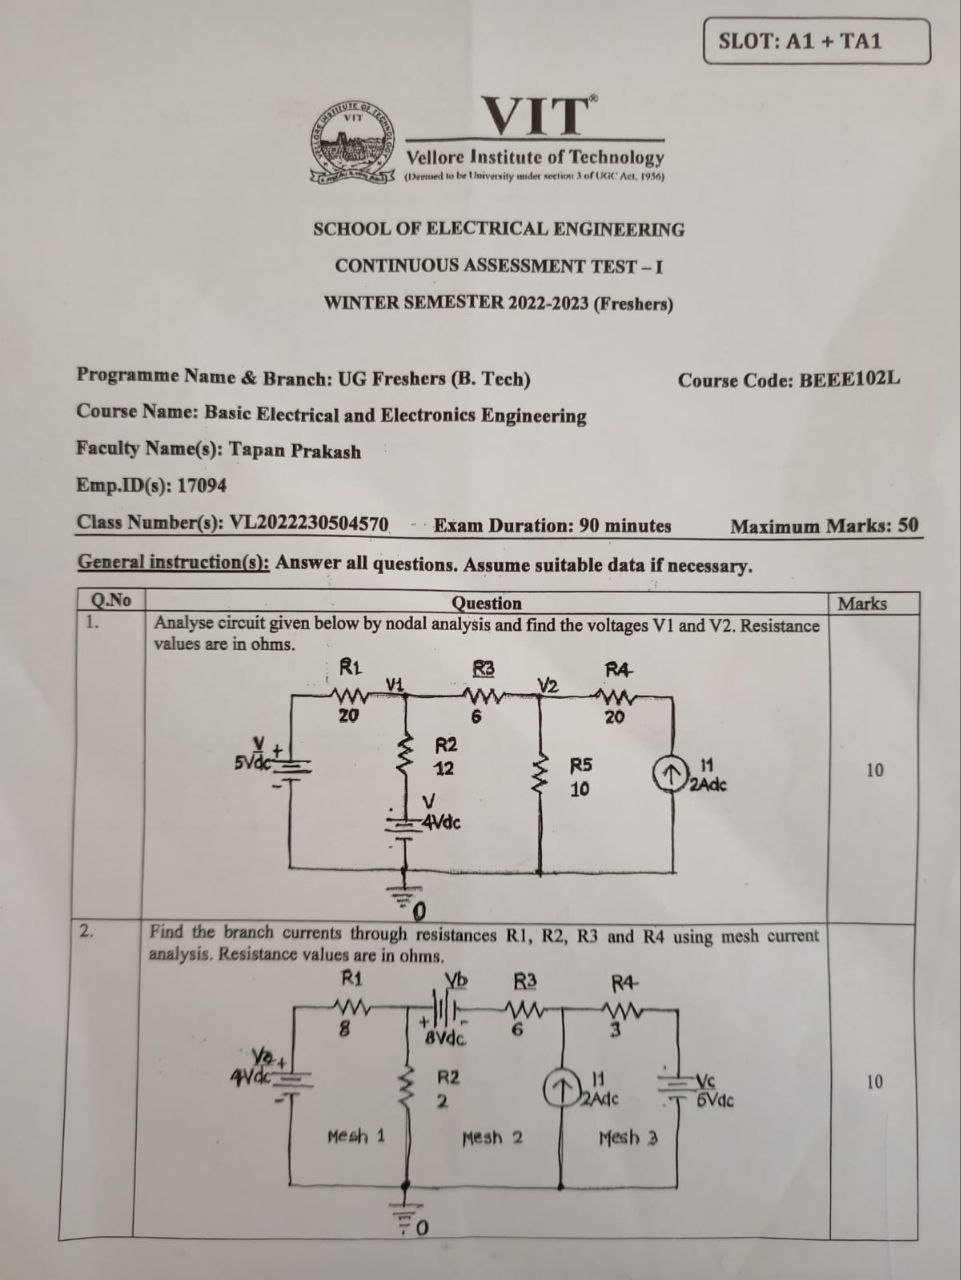 SLOT: A1 + TA1
VIT®
VELLORE INSTITUTE OF TECHNOLOGY
VIT
Vellore Institute of Technology
(Deemed to be University under section 3 of UGC Act, 1956)
SCHOOL OF ELECTRICAL ENGINEERING
CONTINUOUS ASSESSMENT TEST – I
WINTER SEMESTER 2022-2023 (Freshers)
Programme Name & Branch: UG Freshers (B. Tech) Course Code: BEEE102L
Course Name: Basic Electrical and Electronics Engineering
Faculty Name(s): Tapan Prakash
Emp.ID(s): 17094
Class Number(s): VL2022230504570 Exam Duration: 90 minutes Maximum Marks: 50
General instruction(s): Answer all questions. Assume suitable data if necessary.
Q.No Question Marks
1. Analyse circuit given below by nodal analysis and find the voltages V1 and V2. Resistance
values are in ohms.
R1 R3 R4
V1 V2
20 6 20
V + R2 R5 I1
5Vdc 12 10 2Adc
-
V
4Vdc
10
0
2. Find the branch currents through resistances R1, R2, R3 and R4 using mesh current
analysis. Resistance values are in ohms.
R1 Vb R3 R4
8 + - 6 3
8Vdc
Va + R2 I1 Vc
4Vdc 2 2Adc 6Vdc
-
10
Mesh 1 Mesh 2 Mesh 3
0